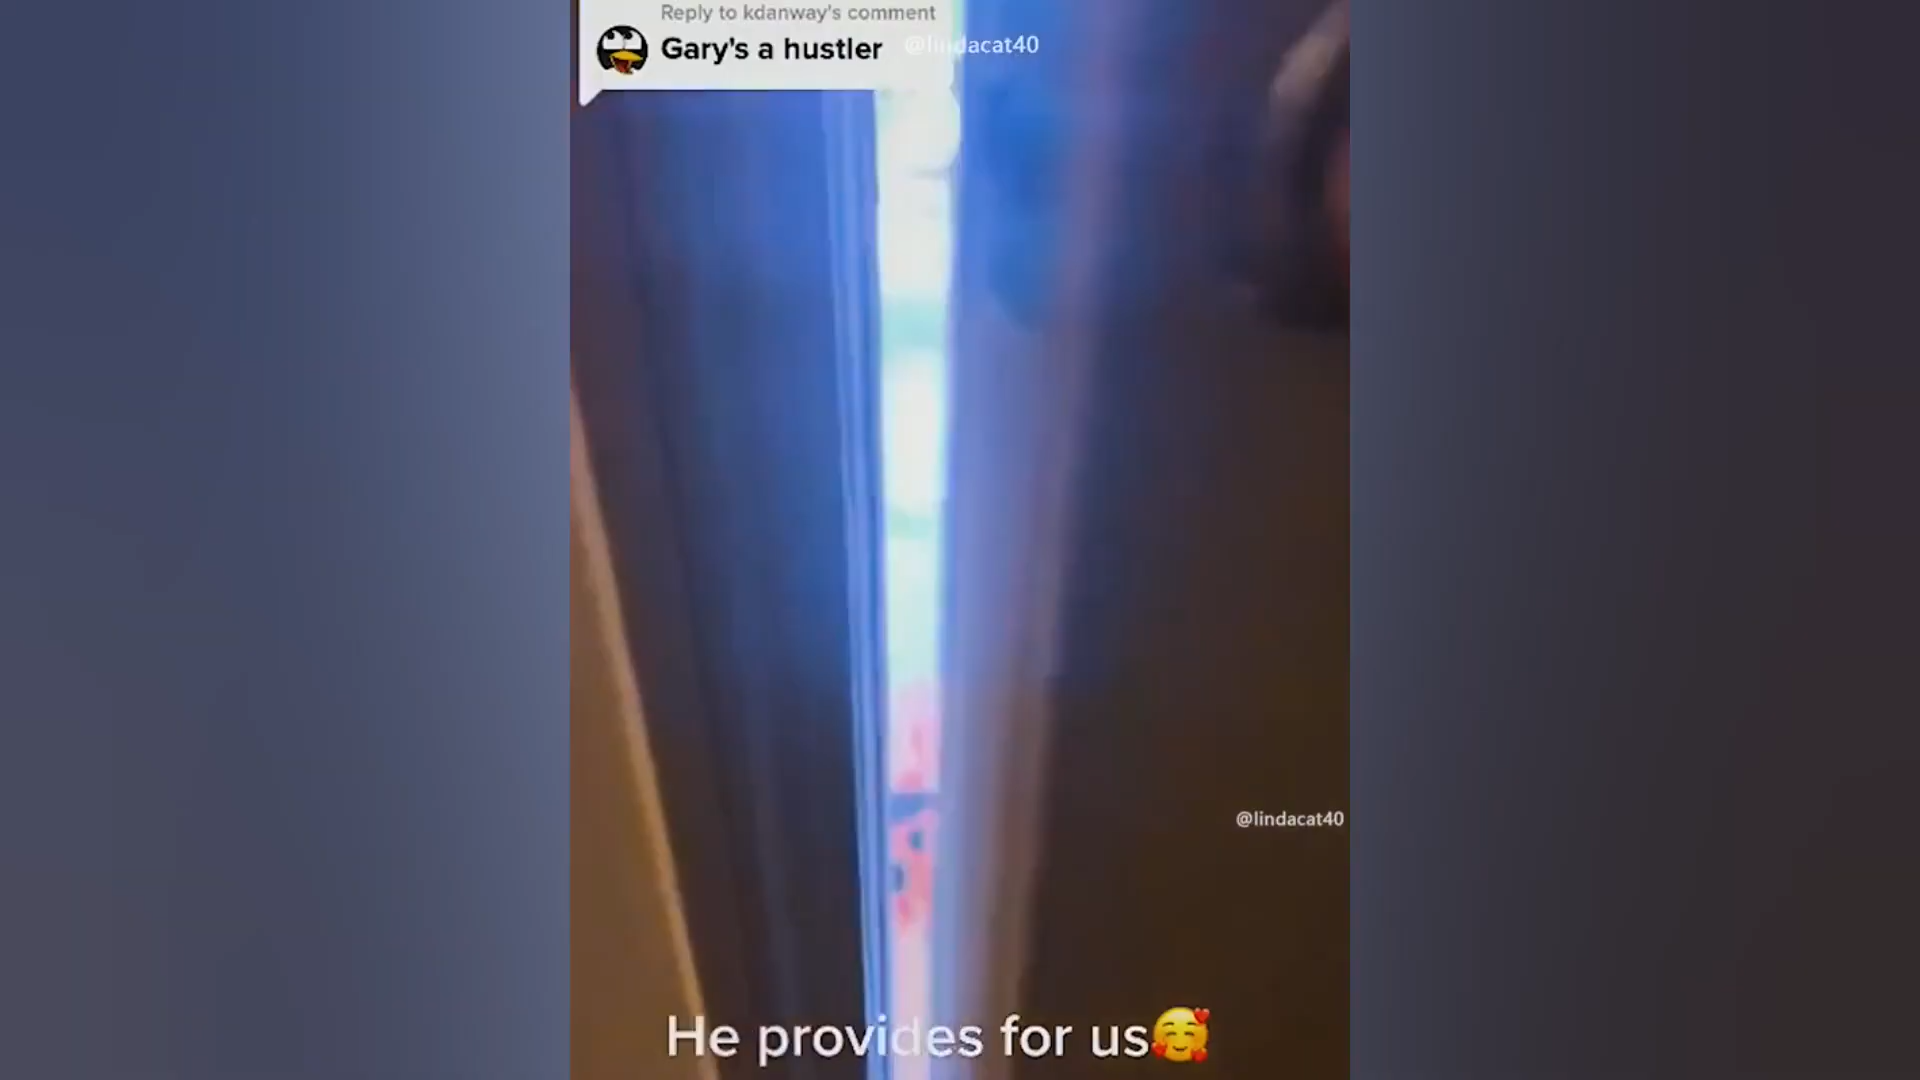 Reply to kdanway's comment
Gary's a hustler
@lindacat40
@lindacat40
He provides for us🥰